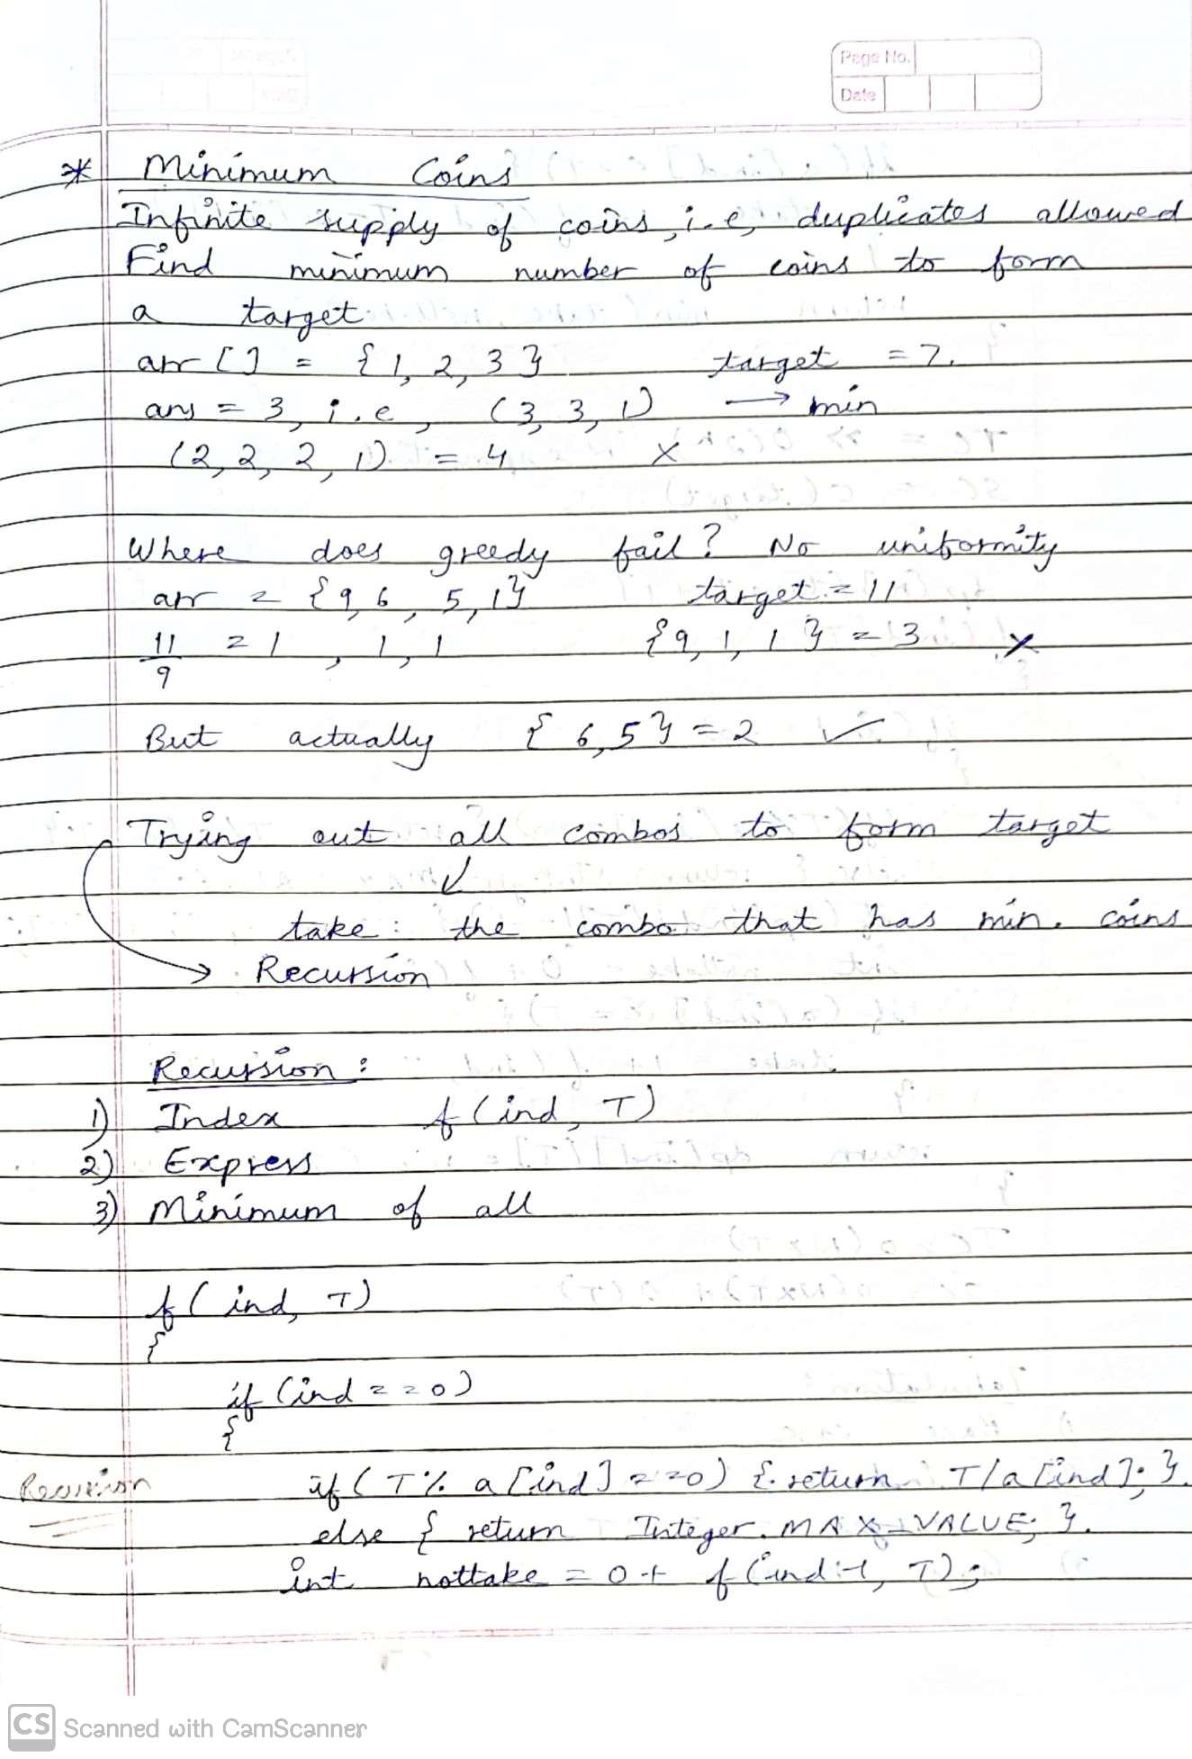 Page No.
Date
* Minimum Coins
Infinite supply of coins, i.e, duplicates allowed
Find minimum number of coins to form
a target
arr [] = {1, 2, 3} target = 7.
ans = 3, i.e, (3, 3, 1) → min
(2, 2, 2, 1) = 4 ×
Where does greedy fail? No uniformity
arr = {9, 6, 5, 1} target = 11
11/9 = 1, 1, 1 {9, 1, 1} = 3 ×
But actually {6, 5} = 2 ✓
Trying out all combos to form target
↓
take the combo that has min. coins
→ Recursion
Recursion :
1) Index f (ind, T)
2) Express
3) Minimum of all
f (ind, T)
{
if (ind == 0)
{
Recursion if (T % a [ind] == 0) { return T/a [ind]; }
else { return Integer.MAX_VALUE; }
int nottake = 0 + f (ind-1, T);
CS Scanned with CamScanner